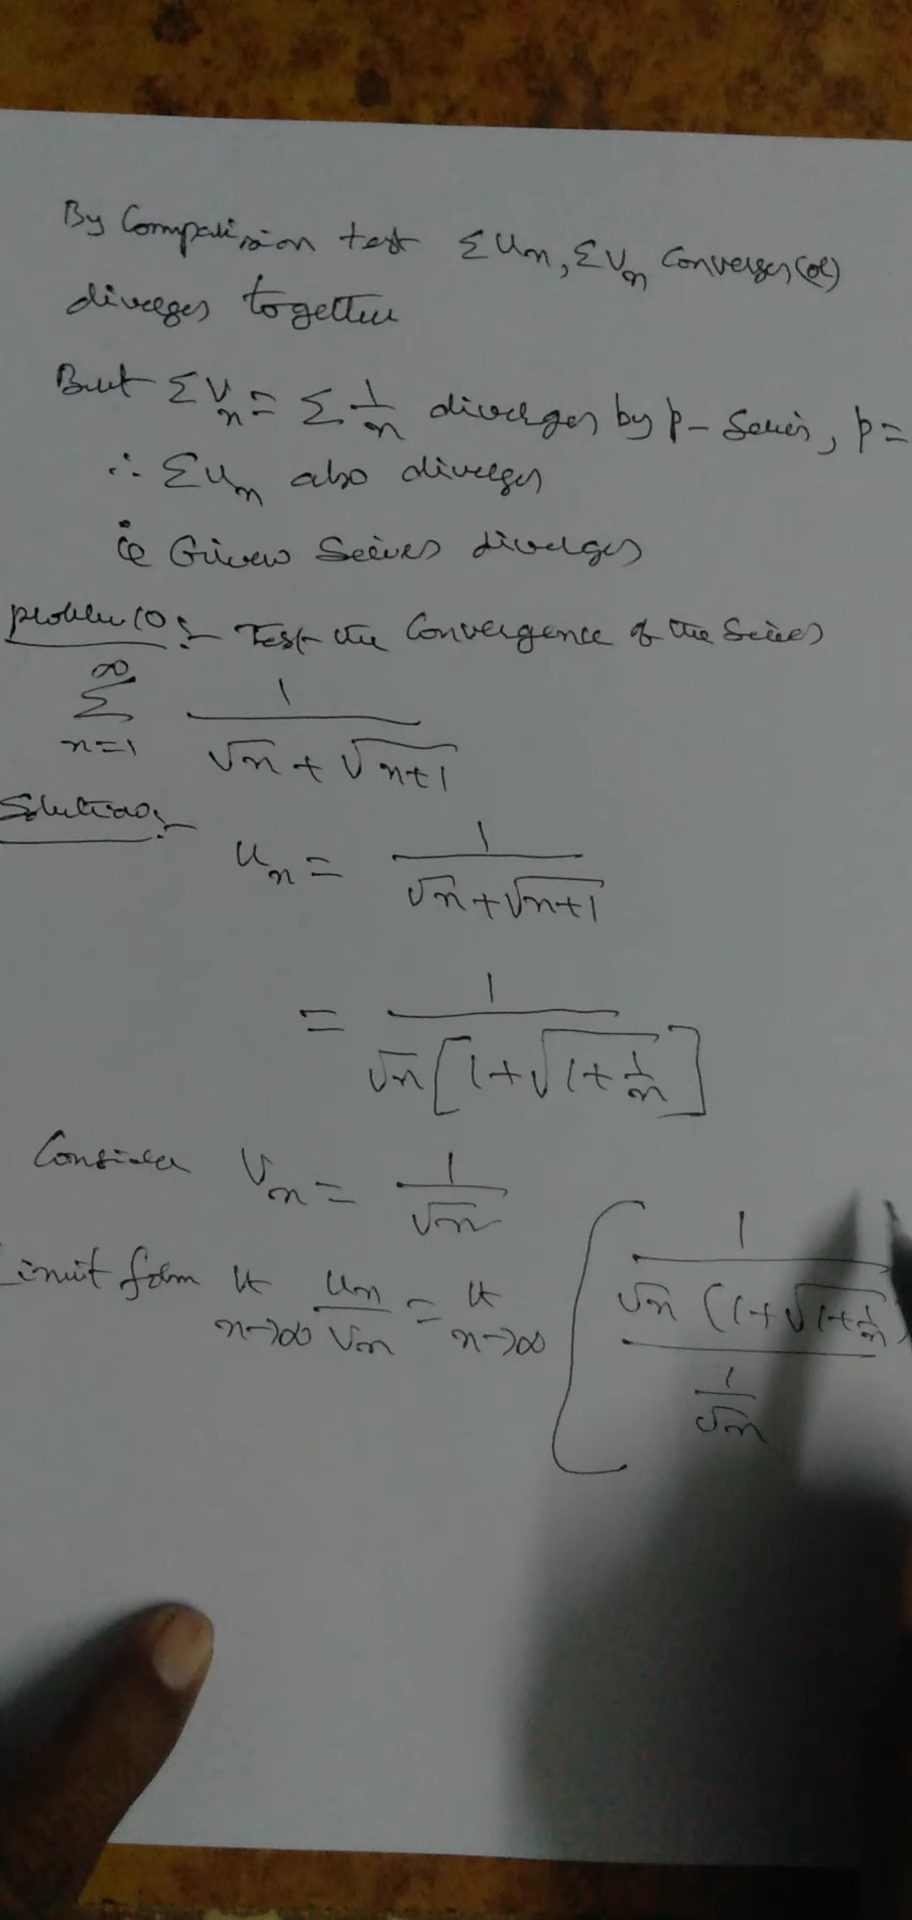 By Comparision test Σun, Σvn Converges (or)
diverges together
But Σvn = Σ 1/n diverges by p-Series, p=
∴ Σun also diverges
ie Given Series diverges
problem 10:- Test the Convergence of the Series
∞ Σ n=1 1/(√n + √(n+1))
Solution:-
un = 1/(√n + √(n+1))
= 1/(√n [1 + √(1 + 1/n)])
Consider vn = 1/√n
Limit form lt n→∞ un/vn = lt n→∞ [ (1/(√n (1 + √(1 + 1/n)))) / (1/√n)